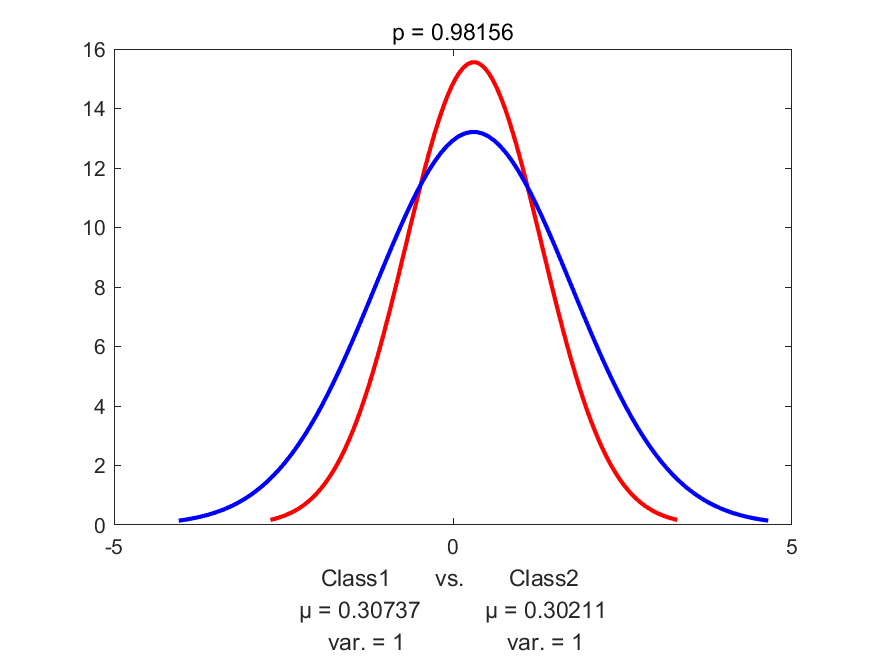 p = 0.98156
16
14
12
10
8
6
4
2
0
-5 0 5
Class1 vs. Class2
μ = 0.30737 μ = 0.30211
var. = 1 var. = 1